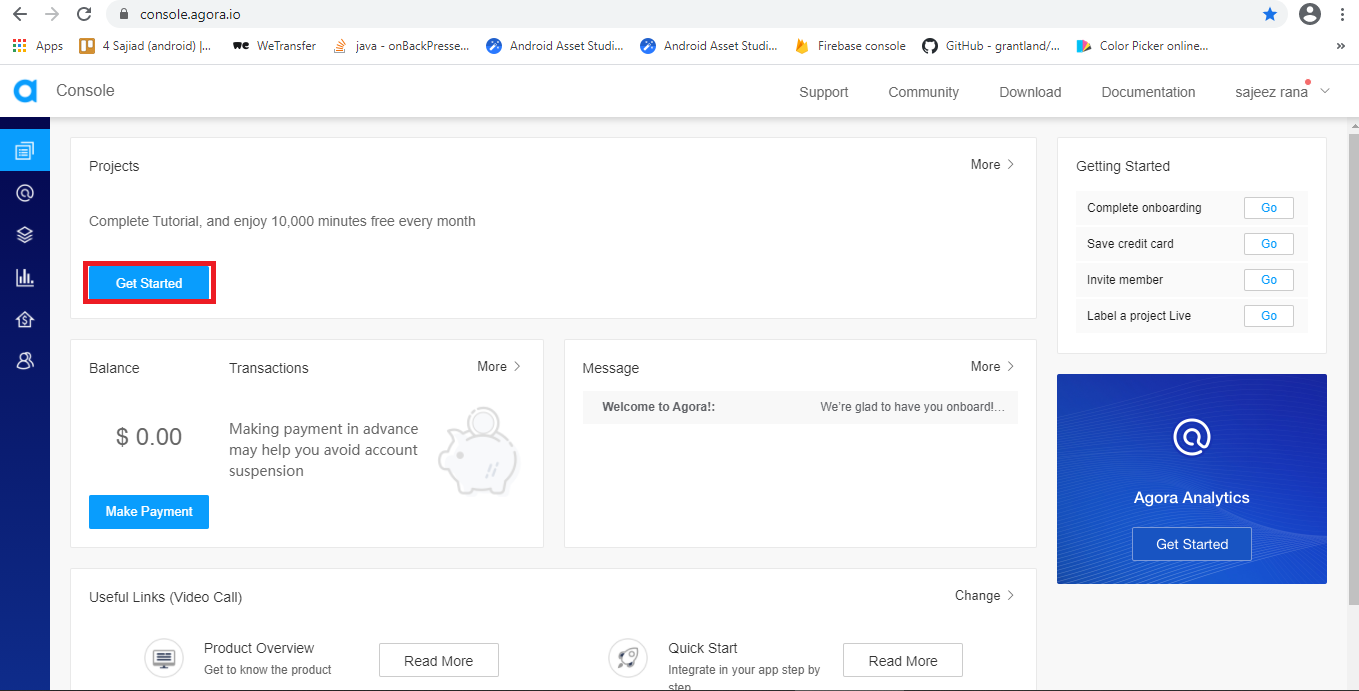 console.agora.io
Apps
4 Sajiad (android) |...
WeTransfer
java - onBackPresse...
Android Asset Studi...
Android Asset Studi...
Firebase console
GitHub - grantland/...
Color Picker online...
»
Console
Support
Community
Download
Documentation
sajeez rana
Projects
More
Complete Tutorial, and enjoy 10,000 minutes free every month
Get Started
Getting Started
Complete onboarding Go
Save credit card Go
Invite member Go
Label a project Live Go
Balance
$ 0.00
Make Payment
Transactions
More
Making payment in advance
may help you avoid account
suspension
Message
More
Welcome to Agora!: We're glad to have you onboard!...
Agora Analytics
Get Started
Useful Links (Video Call)
Change
Product Overview
Get to know the product
Read More
Quick Start
Integrate in your app step by
step
Read More